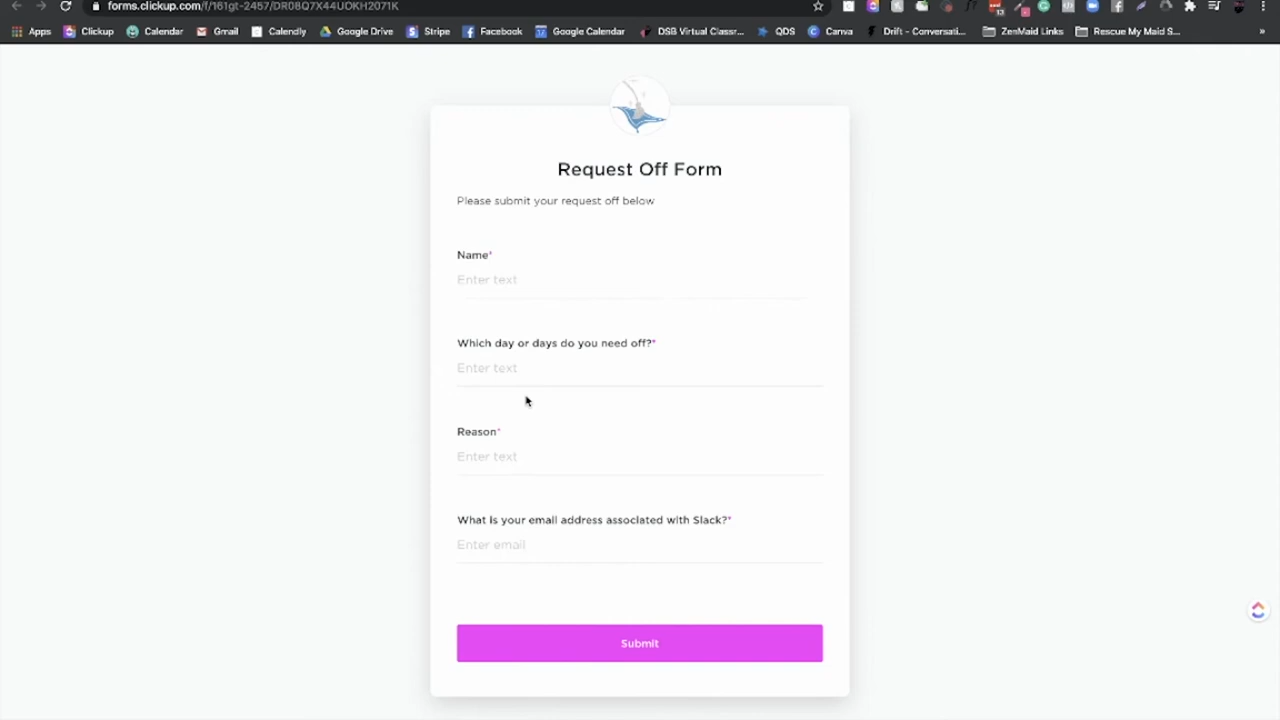 forms.clickup.com/f/161gt-2457/DR08Q7X44UDKH2071K
Apps Clickup Calendar Gmail Calendly Google Drive Stripe Facebook Google Calendar DSB Virtual Classr... QDS Canva Drift - Conversati... ZenMaid Links Rescue My Maid S... »
Request Off Form
Please submit your request off below
Name*
Enter text
Which day or days do you need off?*
Enter text
Reason*
Enter text
What is your email address associated with Slack?*
Enter email
Submit